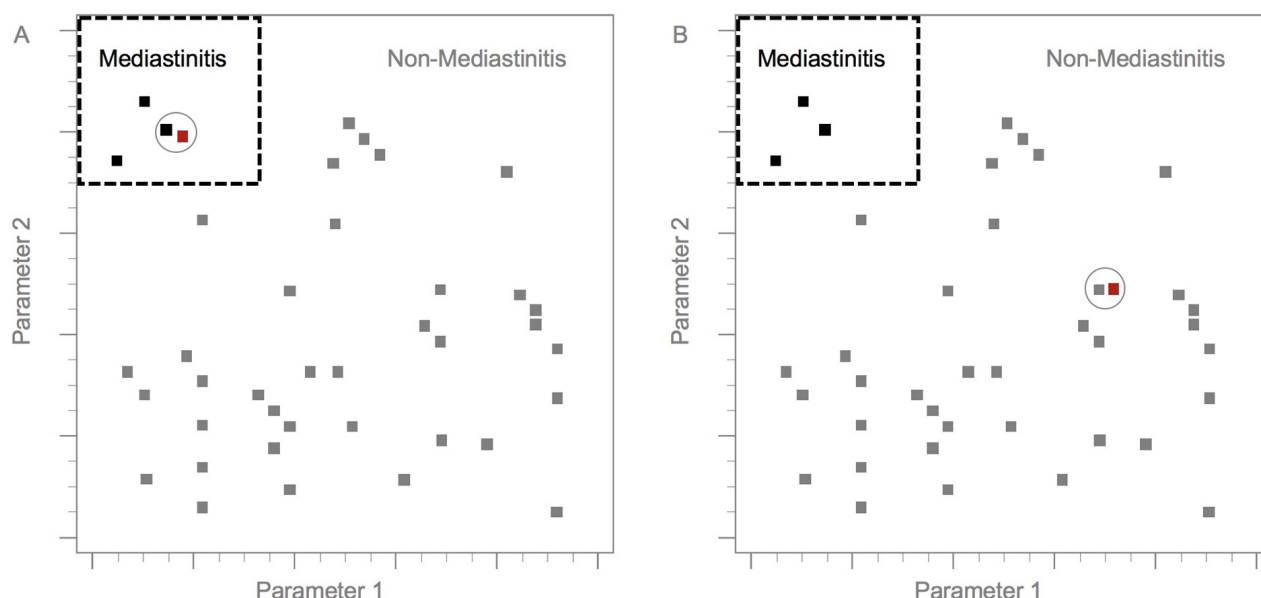 A
Mediastinitis
Non-Mediastinitis
Parameter 2
Parameter 1
B
Mediastinitis
Non-Mediastinitis
Parameter 2
Parameter 1